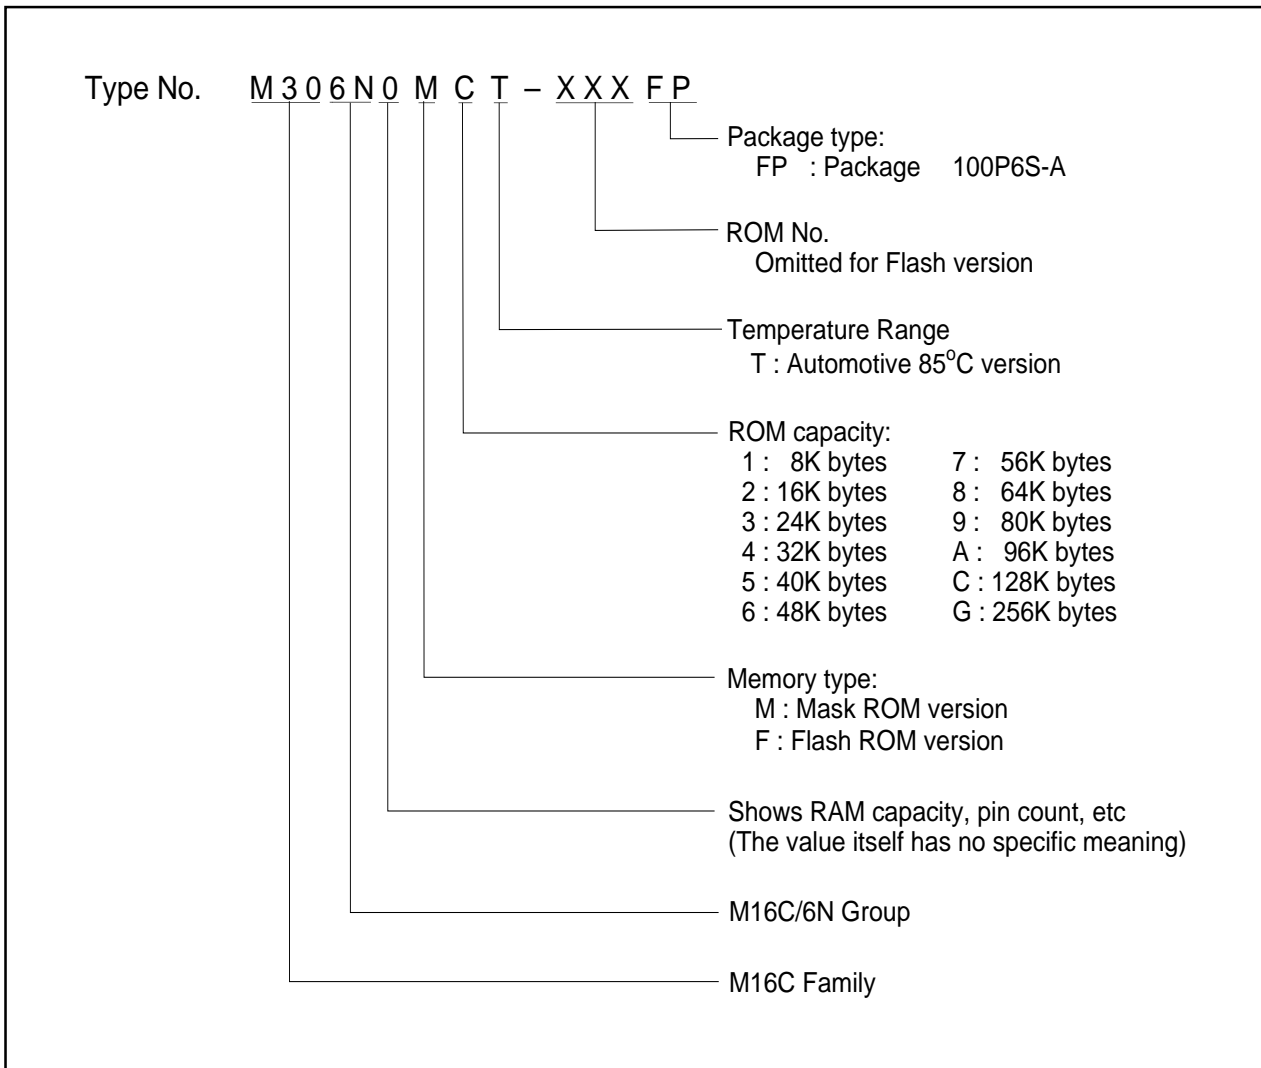 Type No. M 3 0 6 N 0 M C T – X X X F P
Package type:
FP : Package 100P6S-A
ROM No.
Omitted for Flash version
Temperature Range
T : Automotive 85°C version
ROM capacity:
1 : 8K bytes 7 : 56K bytes
2 : 16K bytes 8 : 64K bytes
3 : 24K bytes 9 : 80K bytes
4 : 32K bytes A : 96K bytes
5 : 40K bytes C : 128K bytes
6 : 48K bytes G : 256K bytes
Memory type:
M : Mask ROM version
F : Flash ROM version
Shows RAM capacity, pin count, etc
(The value itself has no specific meaning)
M16C/6N Group
M16C Family